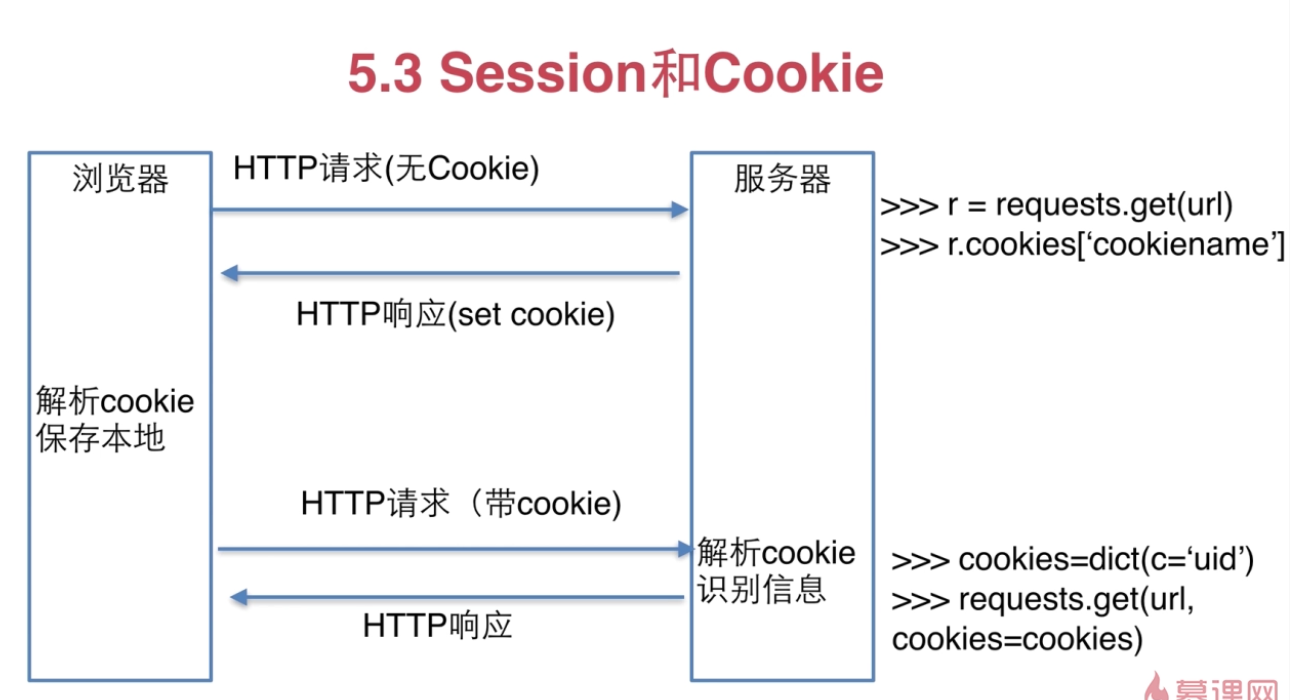 5.3 Session和Cookie
浏览器
HTTP请求(无Cookie)
服务器
>>> r = requests.get(url)
>>> r.cookies[‘cookiename’]
HTTP响应(set cookie)
解析cookie
保存本地
HTTP请求（带cookie)
解析cookie
识别信息
>>> cookies=dict(c=‘uid’)
>>> requests.get(url,
cookies=cookies)
HTTP响应
慕课网